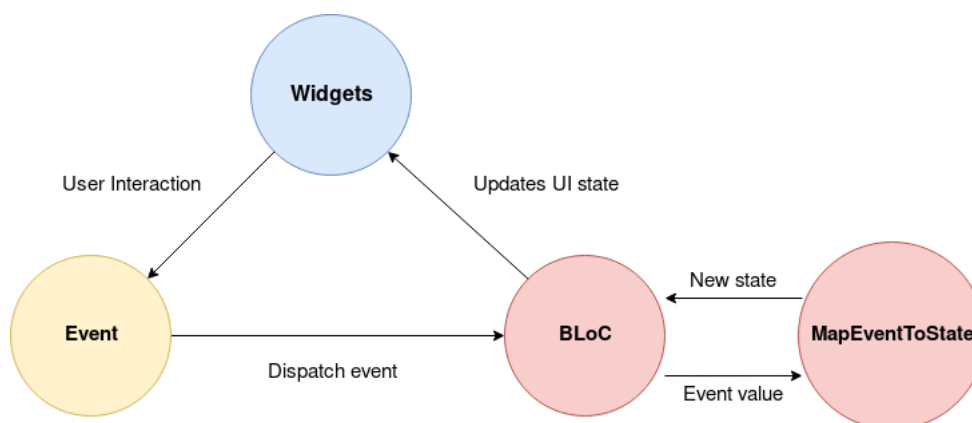 Widgets
User Interaction
Updates UI state
Event
Dispatch event
BLoC
New state
Event value
MapEventToState